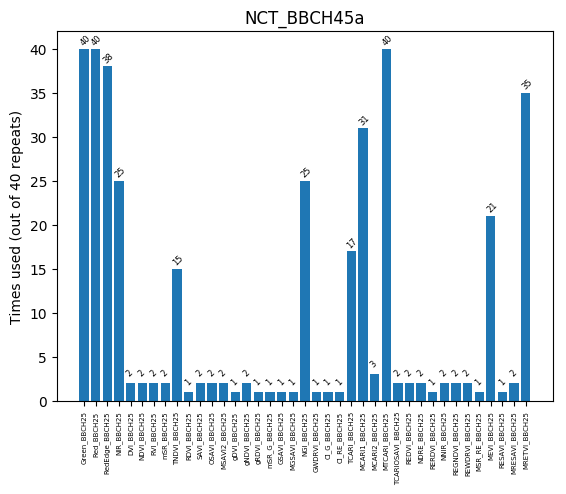 NCT_BBCH45a
Times used (out of 40 repeats)
40
35
30
25
20
15
10
5
0
40
40
38
25
2
2
2
2
15
1
2
2
2
1
2
1
1
1
1
25
1
1
1
17
31
3
40
2
2
2
1
2
2
2
1
21
1
2
35
Green_BBCH25
Red_BBCH25
RedEdge_BBCH25
NIR_BBCH25
DVI_BBCH25
NDVI_BBCH25
RVI_BBCH25
mSR_BBCH25
TNDVI_BBCH25
RDVI_BBCH25
SAVI_BBCH25
OSAVI_BBCH25
MSAVI2_BBCH25
gDVI_BBCH25
gNDVI_BBCH25
gRDVI_BBCH25
mSR_G_BBCH25
GSAVI_BBCH25
MGSAVI_BBCH25
NGI_BBCH25
GWDRVI_BBCH25
CI_G_BBCH25
CI_RE_BBCH25
TCARI_BBCH25
MCARI1_BBCH25
MCARI2_BBCH25
MTCARI_BBCH25
TCARIOSAVI_BBCH25
REDVI_BBCH25
NDRE_BBCH25
RERDVI_BBCH25
NNIR_BBCH25
REGNDVI_BBCH25
REWDRVI_BBCH25
MSR_RE_BBCH25
MEVI_BBCH25
RESAVI_BBCH25
MRESAVI_BBCH25
MRETVI_BBCH25